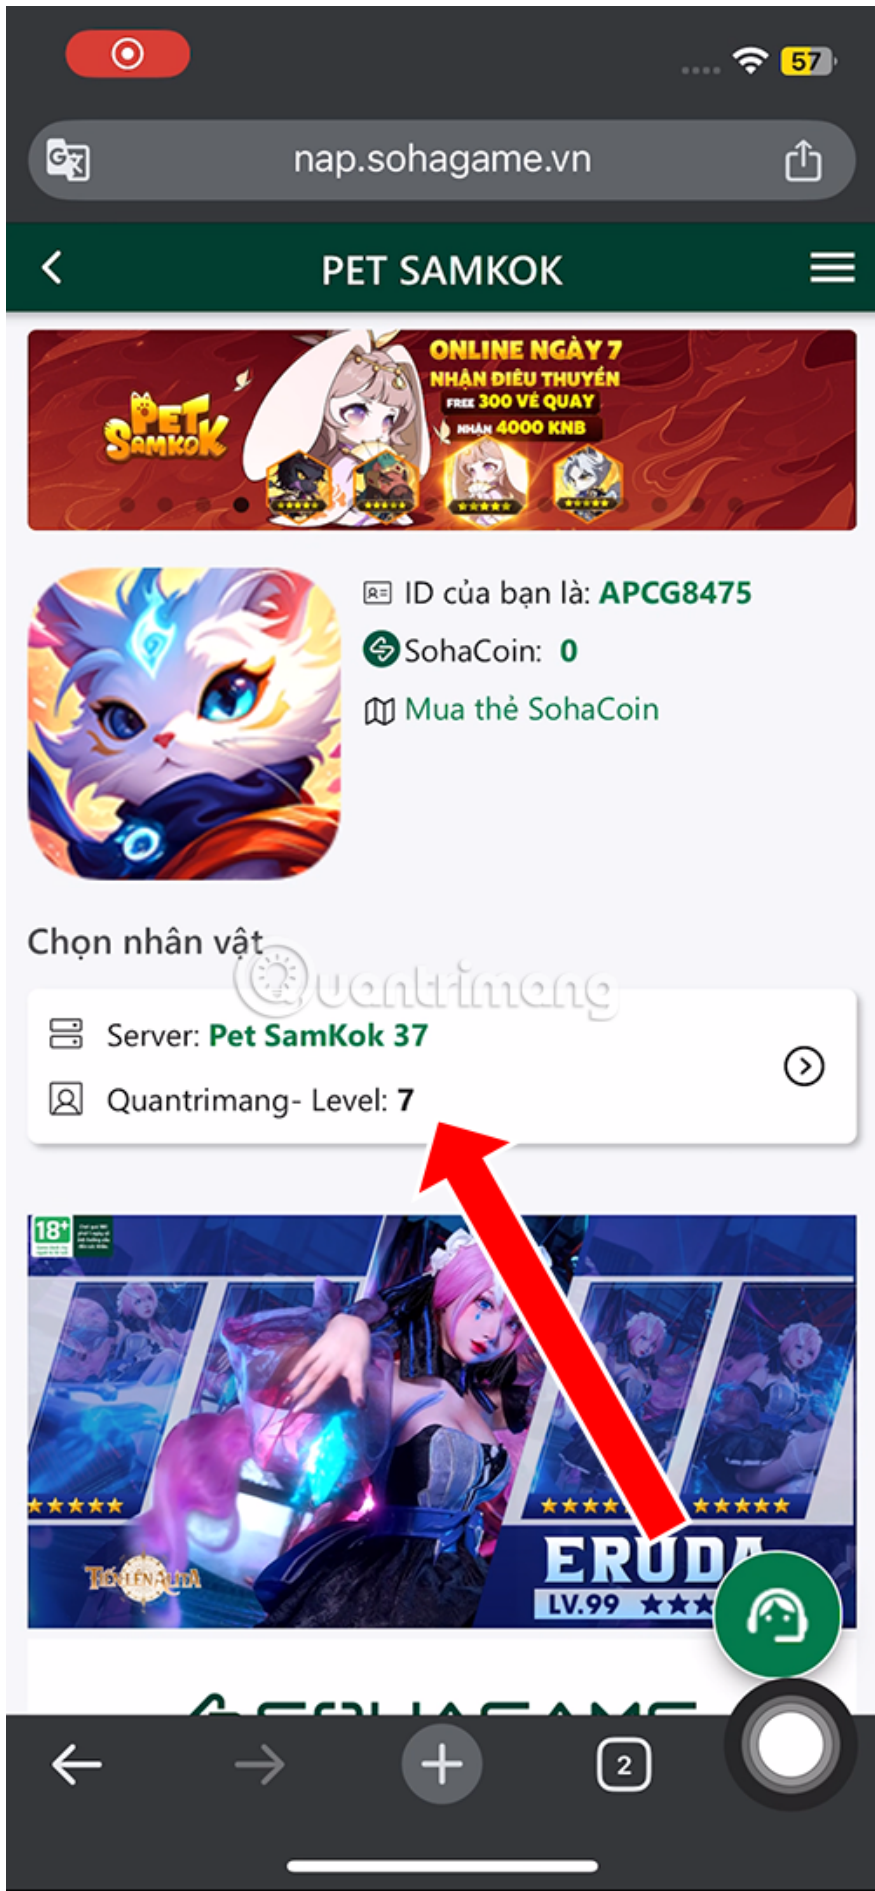 57
nap.sohagame.vn
PET SAMKOK
ONLINE NGÀY 7
NHẬN ĐIÊU THUYỀN
FREE 300 VÉ QUAY
NHẬN 4000 KNB
PET
SAMKOK
ID của bạn là: APCG8475
SohaCoin: 0
Mua thẻ SohaCoin
Chọn nhân vật
Quantrimang
Server: Pet SamKok 37
Quantrimang- Level: 7
18+
ERUDA
LV.99
SOHAGAME
2